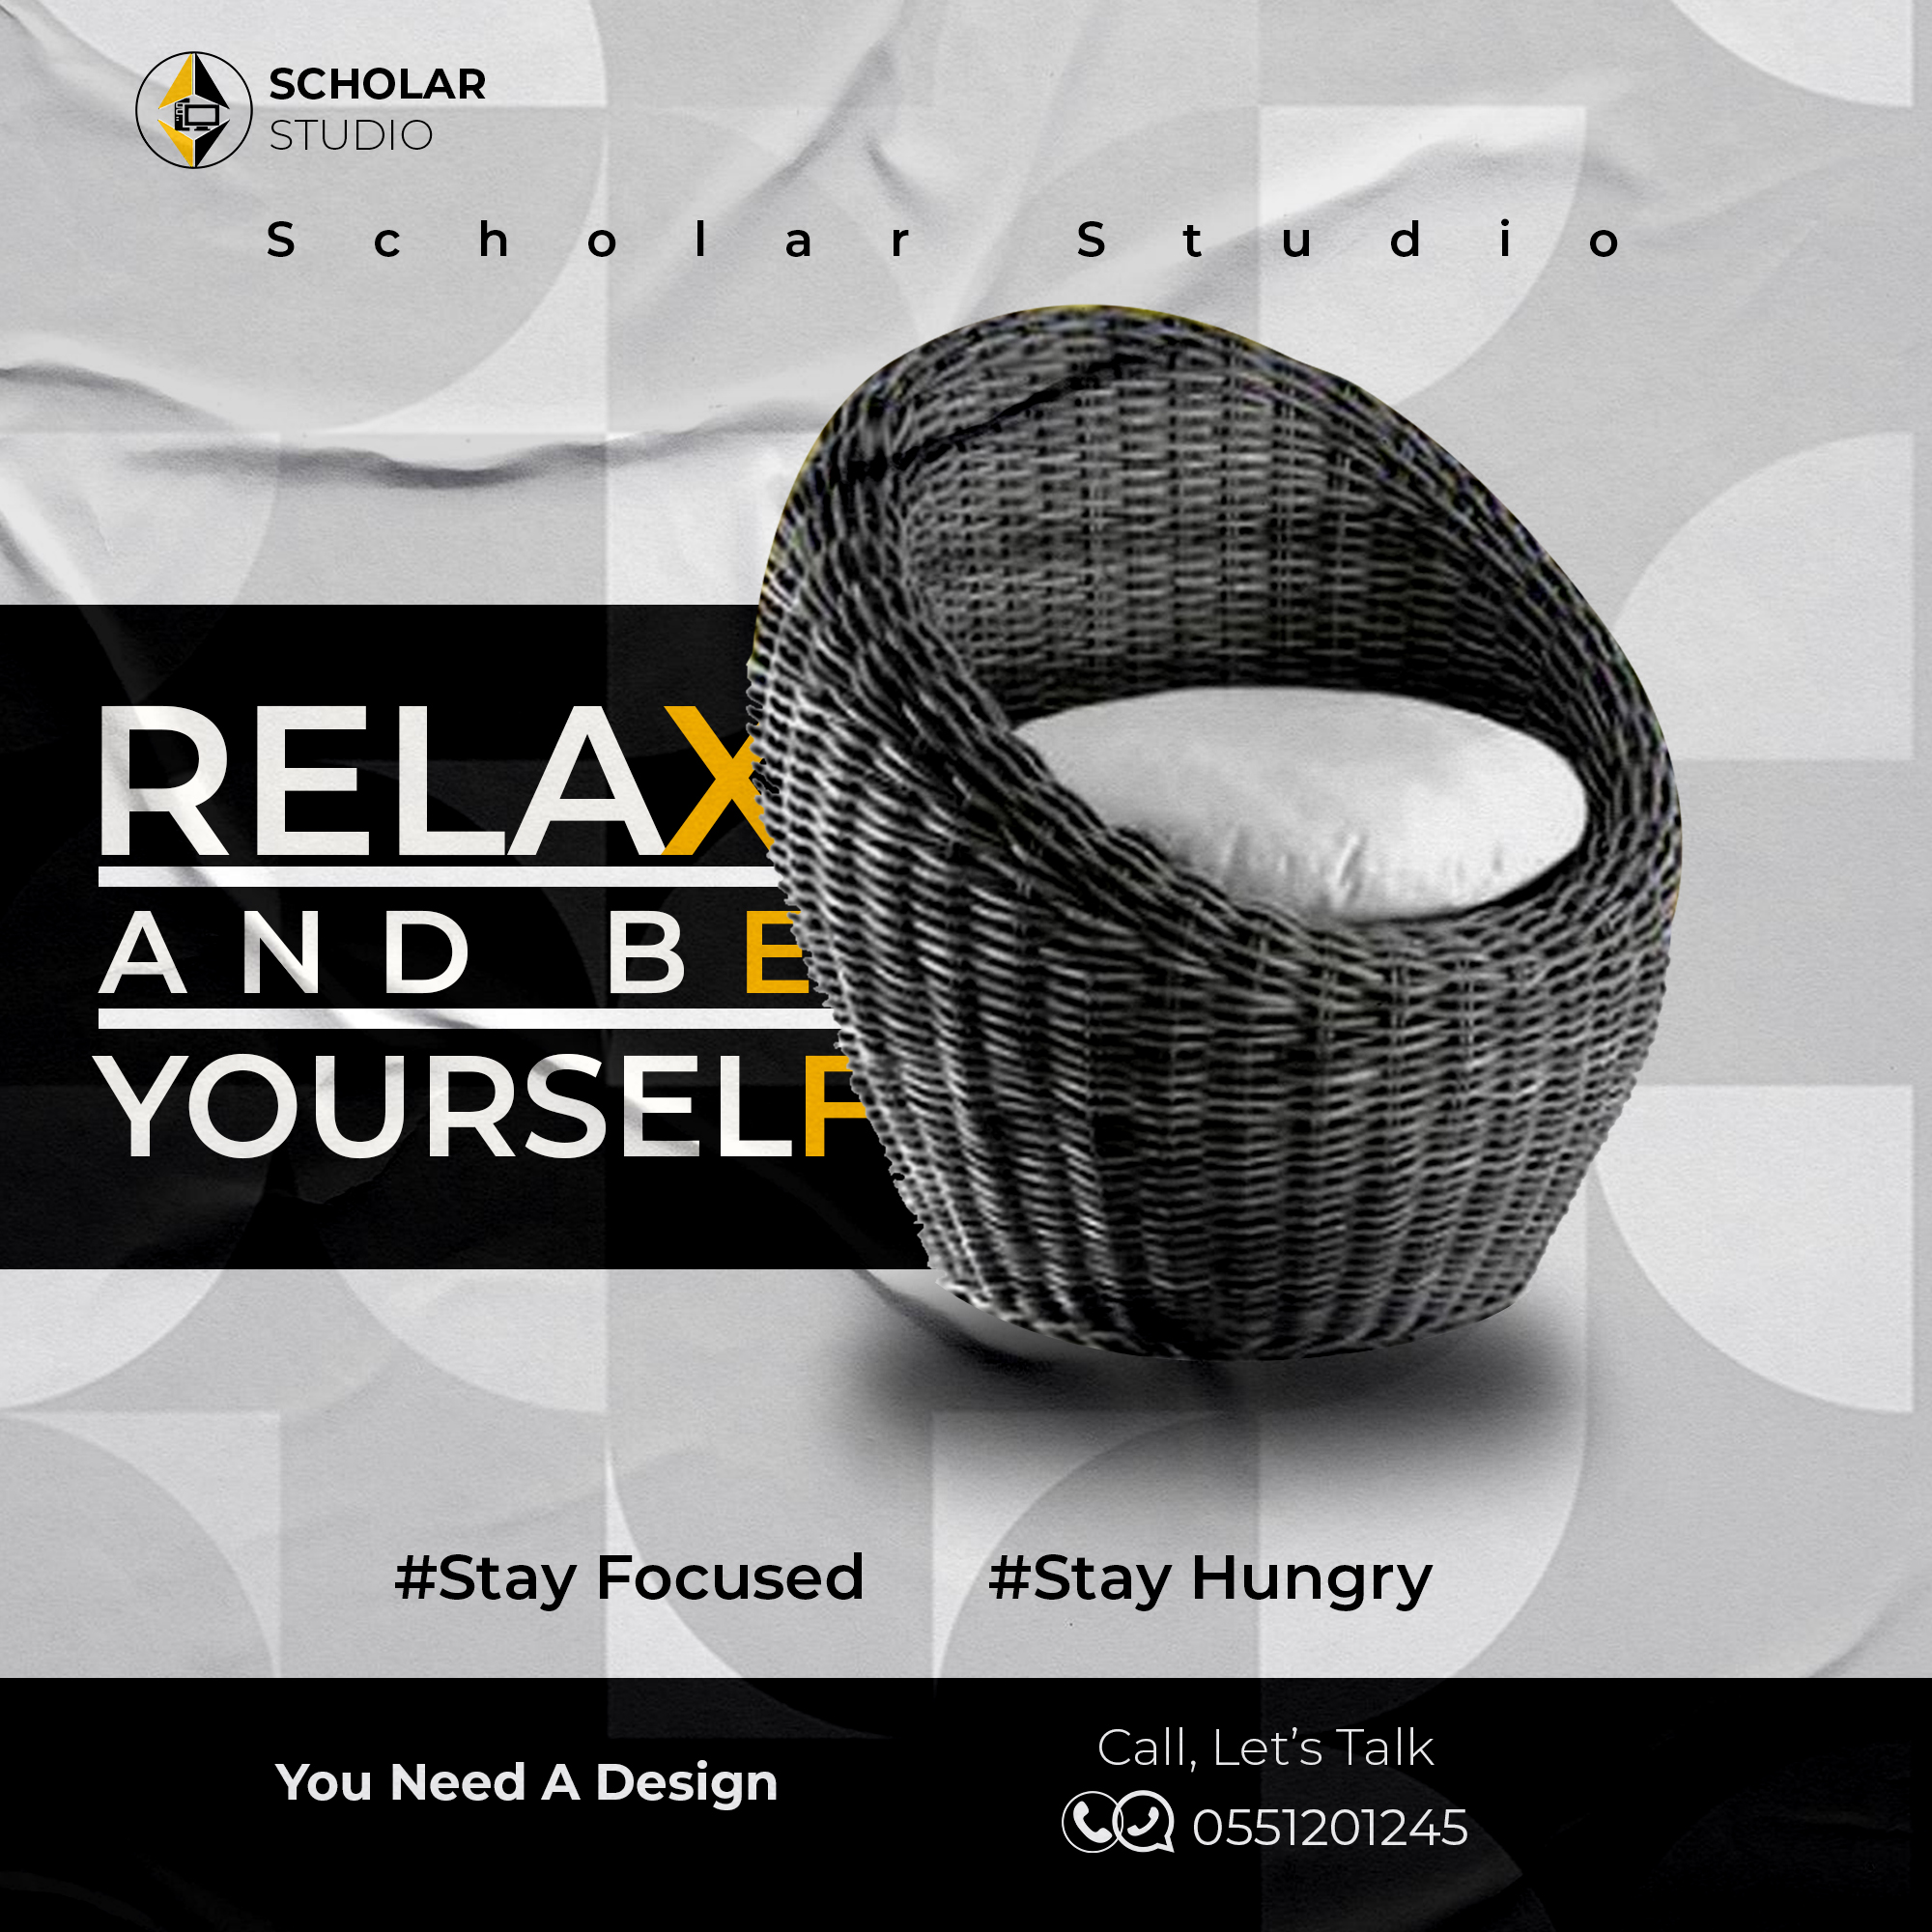 SCHOLAR
STUDIO
Scholar Studio
RELAX
AND BE
YOURSELF
#Stay Focused #Stay Hungry
You Need A Design
Call, Let’s Talk
0551201245